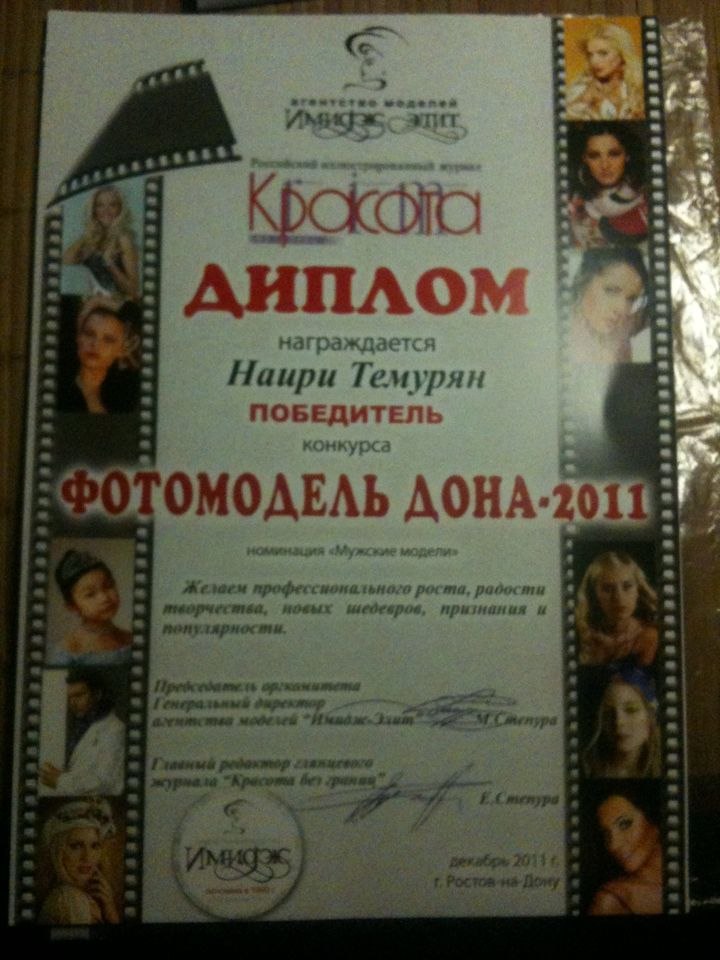 агентство моделей
ИМИДЖ ЭЛИТ
Российский иллюстрированный журнал
Красота
ДИПЛОМ
награждается
Наири Темурян
ПОБЕДИТЕЛЬ
конкурса
ФОТОМОДЕЛЬ ДОНА-2011
номинация «Мужские модели»
Желаем профессионального роста, радости
творчества, новых шедевров, признания и
популярности.
Председатель оргкомитета
Генеральный директор
агентства моделей "Имидж-Элит" М.Степура
Главный редактор глянцевого
журнала "Красота без границ"
Е.Степура
ИМИДЖ
декабрь 2011 г.
г. Ростов-на-Дону